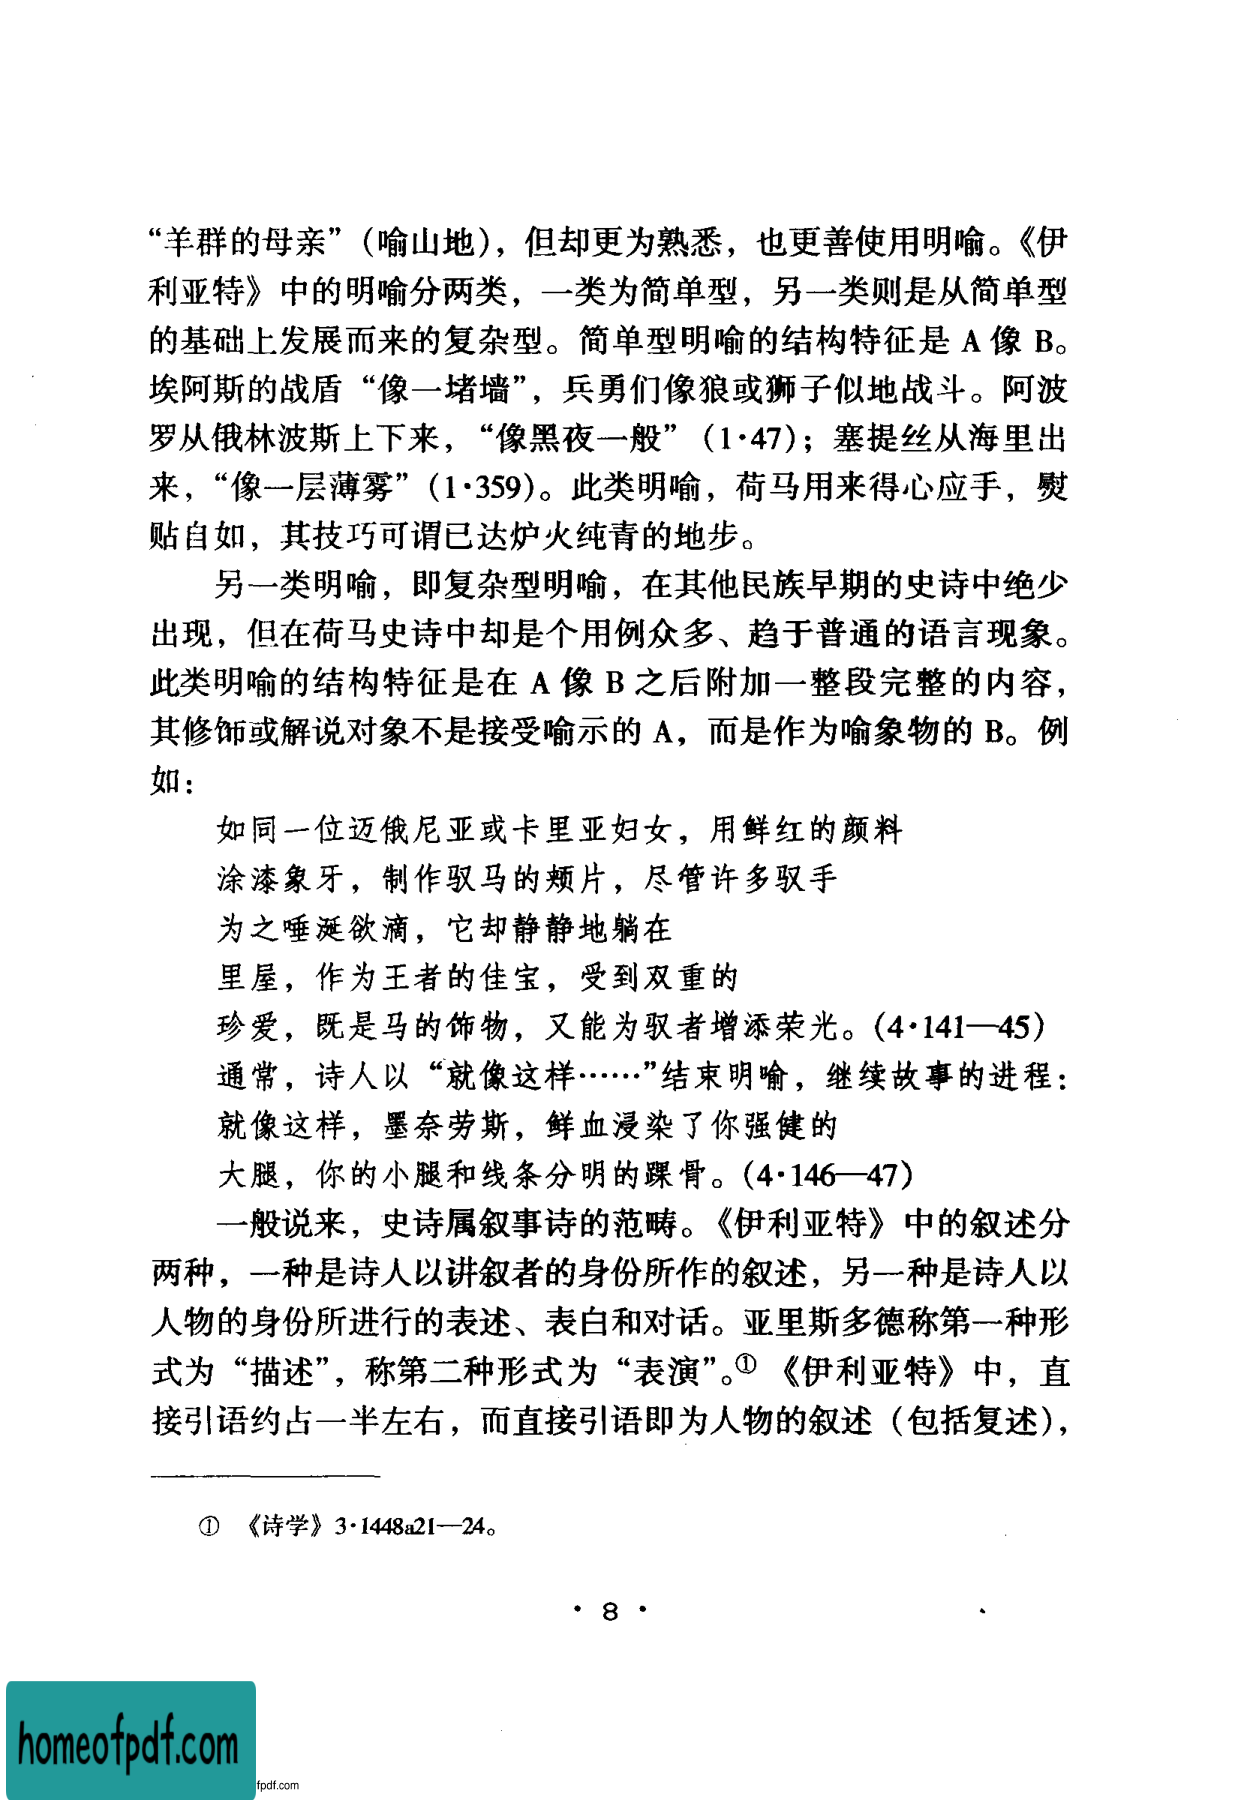 “羊群的母亲”（喻山地），但却更为熟悉，也更善使用明喻。《伊
利亚特》中的明喻分两类，一类为简单型，另一类则是从简单型
的基础上发展而来的复杂型。简单型明喻的结构特征是 A 像 B。
埃阿斯的战盾“像一堵墙”，兵勇们像狼或狮子似地战斗。阿波
罗从俄林波斯上下来，“像黑夜一般”（1·47）；塞提丝从海里出
来，“像一层薄雾”（1·359）。此类明喻，荷马用来得心应手，熨
贴自如，其技巧可谓已达炉火纯青的地步。
另一类明喻，即复杂型明喻，在其他民族早期的史诗中绝少
出现，但在荷马史诗中却是个用例众多、趋于普通的语言现象。
此类明喻的结构特征是在 A 像 B 之后附加一整段完整的内容，
其修饰或解说对象不是接受喻示的 A，而是作为喻象物的 B。例
如：
如同一位迈俄尼亚或卡里亚妇女，用鲜红的颜料
涂漆象牙，制作驭马的颊片，尽管许多驭手
为之唾涎欲滴，它却静静地躺在
里屋，作为王者的佳宝，受到双重的
珍爱，既是马的饰物，又能为驭者增添荣光。（4·141—45）
通常，诗人以“就像这样……”结束明喻，继续故事的进程：
就像这样，墨奈劳斯，鲜血浸染了你强健的
大腿，你的小腿和线条分明的踝骨。（4·146—47）
一般说来，史诗属叙事诗的范畴。《伊利亚特》中的叙述分
两种，一种是诗人以讲叙者的身份所作的叙述，另一种是诗人以
人物的身份所进行的表述、表白和对话。亚里斯多德称第一种形
式为“描述”，称第二种形式为“表演”。① 《伊利亚特》中，直
接引语约占一半左右，而直接引语即为人物的叙述（包括复述），
① 《诗学》3·1448a21—24。
· 8 ·
homeofpdf.com
fpdf.com